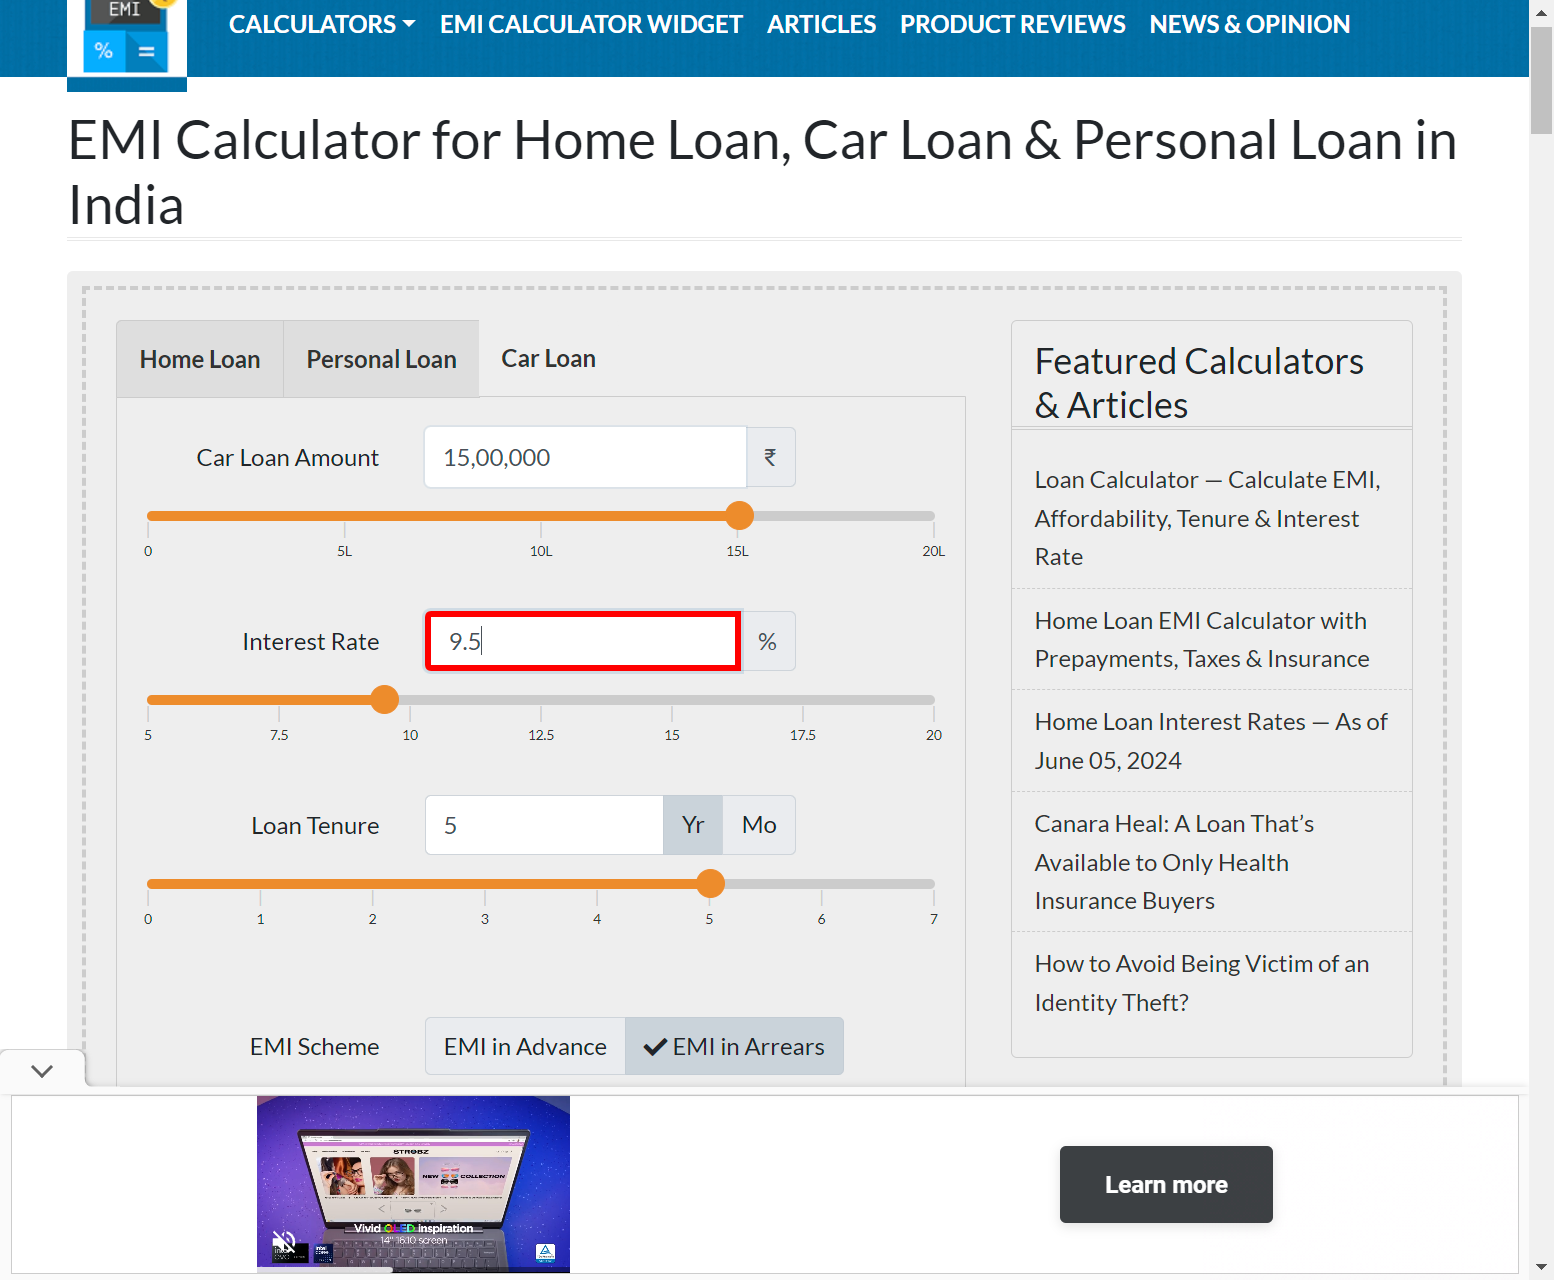 EMI
%
=
CALCULATORS
EMI CALCULATOR WIDGET
ARTICLES
PRODUCT REVIEWS
NEWS & OPINION
EMI Calculator for Home Loan, Car Loan & Personal Loan in
India
Home Loan
Personal Loan
Car Loan
Car Loan Amount
15,00,000
₹
0
5L
10L
15L
20L
Interest Rate
9.5
%
5
7.5
10
12.5
15
17.5
20
Loan Tenure
5
Yr
Mo
0
1
2
3
4
5
6
7
EMI Scheme
EMI in Advance
EMI in Arrears
Featured Calculators
& Articles
Loan Calculator — Calculate EMI,
Affordability, Tenure & Interest
Rate
Home Loan EMI Calculator with
Prepayments, Taxes & Insurance
Home Loan Interest Rates — As of
June 05, 2024
Canara Heal: A Loan That's
Available to Only Health
Insurance Buyers
How to Avoid Being Victim of an
Identity Theft?
STROBZ
NEW
COLLECTION
Vivid OLED inspiration
14" 16:10 screen
Learn more